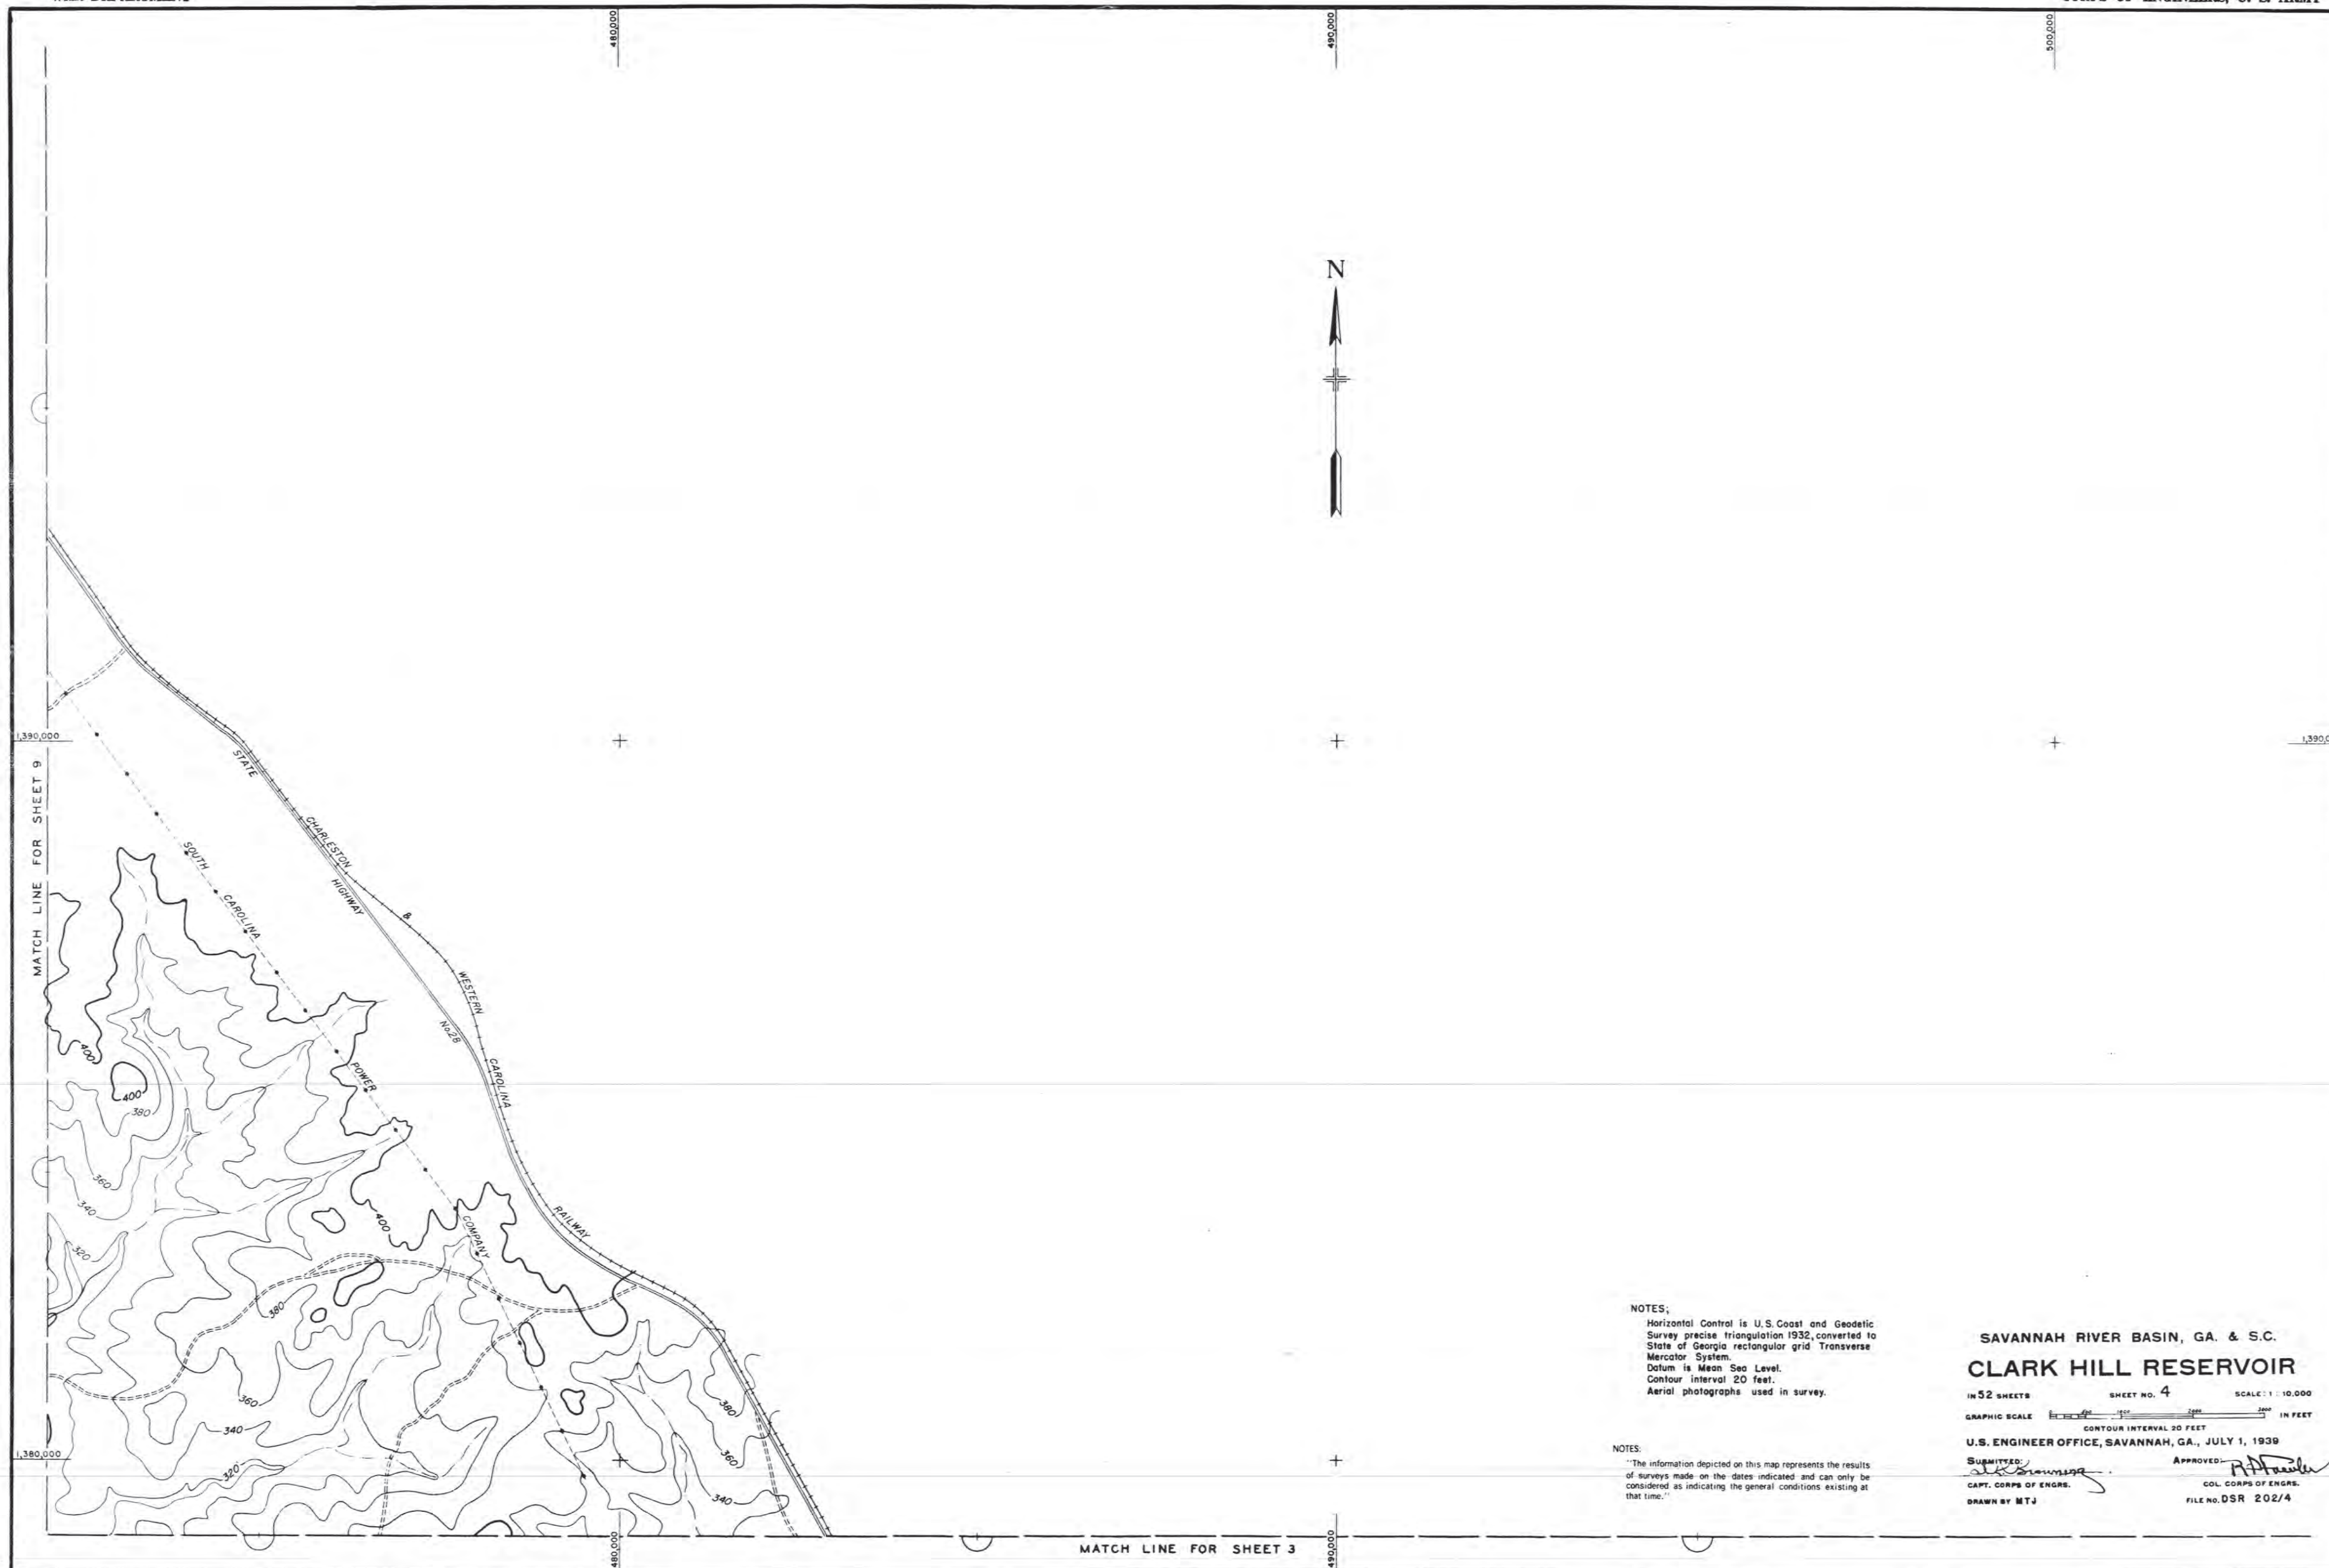 480,000
490,000
500,000
N
1,390,000
MATCH LINE FOR SHEET 9
STATE HIGHWAY No.28
CHARLESTON & WESTERN CAROLINA RAILWAY
SOUTH CAROLINA POWER COMPANY
400
400
380
360
340
320
400
380
360
340
320
380
360
340
1,380,000
480,000
490,000
MATCH LINE FOR SHEET 3
NOTES;
Horizontal Control is U.S. Coast and Geodetic
Survey precise triangulation 1932, converted to
State of Georgia rectangular grid Transverse
Mercator System.
Datum is Mean Sea Level.
Contour interval 20 feet.
Aerial photographs used in survey.
NOTES:
"The information depicted on this map represents the results
of surveys made on the dates indicated and can only be
considered as indicating the general conditions existing at
that time."
SAVANNAH RIVER BASIN, GA. & S.C.
CLARK HILL RESERVOIR
IN 52 SHEETS SHEET NO. 4 SCALE: 1 : 10,000
GRAPHIC SCALE 0 500 1000 2000 3000 IN FEET
CONTOUR INTERVAL 20 FEET
U.S. ENGINEER OFFICE, SAVANNAH, GA., JULY 1, 1939
SUBMITTED: APPROVED:
CAPT. CORPS OF ENGRS. COL. CORPS OF ENGRS.
DRAWN BY MTJ FILE NO. DSR 202/4